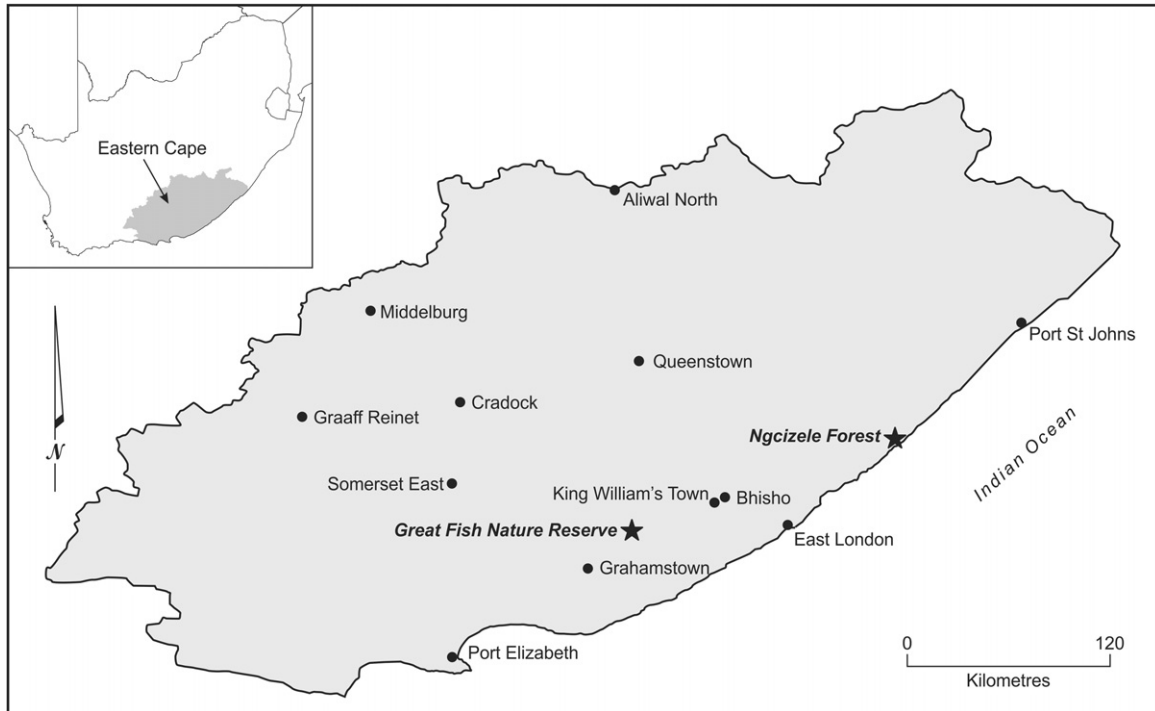 Eastern Cape
Aliwal North
Middelburg
Port St Johns
Queenstown
Cradock
Graaff Reinet
Ngcizele Forest
Indian Ocean
Somerset East
King William's Town
Bhisho
Great Fish Nature Reserve
East London
Grahamstown
Port Elizabeth
N
0 120
Kilometres